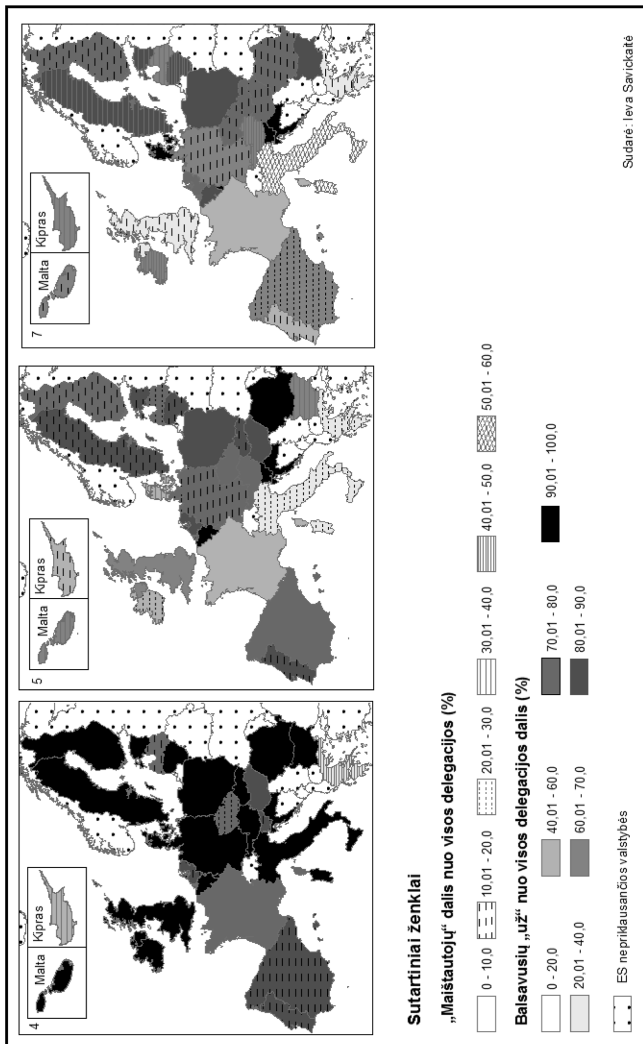 4
Malta
Kipras
5
Malta
Kipras
7
Malta
Kipras
Sutartiniai ženklai
„Maištautojų“ dalis nuo visos delegacijos (%)
0 - 10,0
10,01 - 20,0
20,01 - 30,0
30,01 - 40,0
40,01 - 50,0
50,01 - 60,0
Balsavusių „už“ nuo visos delegacijos dalis (%)
0 - 20,0
40,01 - 60,0
70,01 - 80,0
90,01 - 100,0
20,01 - 40,0
60,01 - 70,0
80,01 - 90,0
ES nepriklausančios valstybės
Sudarė: Ieva Savickaitė